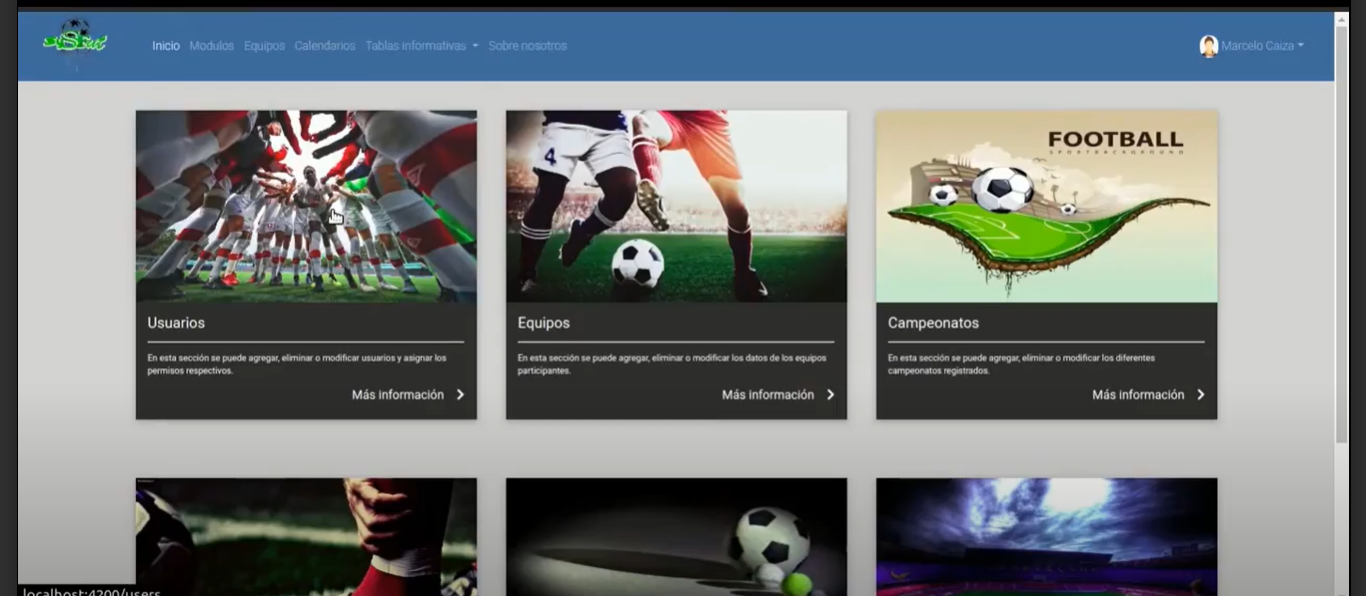 Inicio Modulos Equipos Calendarios Tablas informativas Sobre nosotros Marcelo Caiza
FOOTBALL
SPORTBACKGROUND
4
Usuarios
En esta sección se puede agregar, eliminar o modificar usuarios y asignar los
permisos respectivos.
Más información
Equipos
En esta sección se puede agregar, eliminar o modificar los datos de los equipos
participantes.
Más información
Campeonatos
En esta sección se puede agregar, eliminar o modificar los diferentes
campeonatos registrados.
Más información
localhost:4200/users